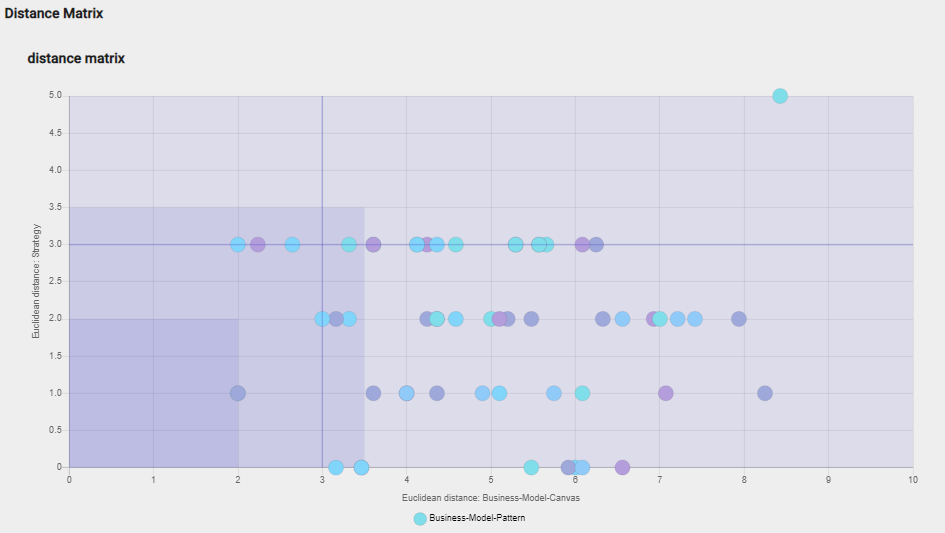 Distance Matrix
distance matrix
5.0
4.5
4.0
3.5
3.0
2.5
2.0
1.5
1.0
0.5
0
Euclidean distance: Strategy
0 1 2 3 4 5 6 7 8 9 10
Euclidean distance: Business-Model-Canvas
Business-Model-Pattern